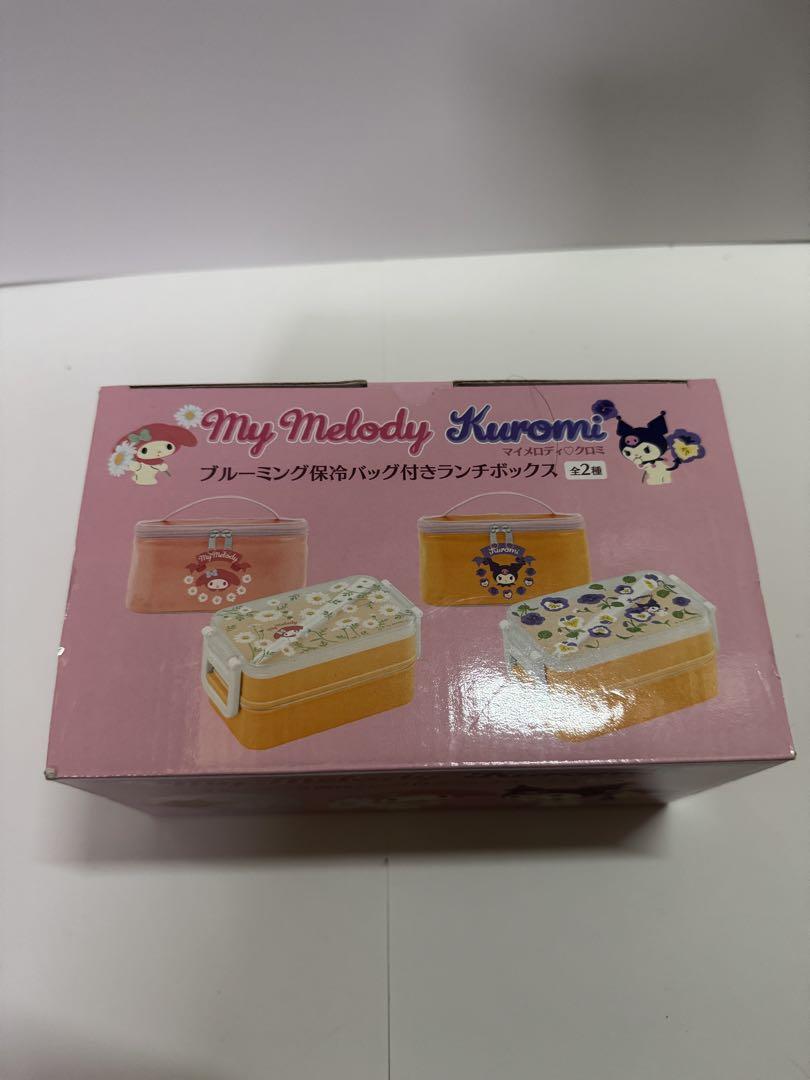 My Melody Kuromi
マイメロディ♡クロミ
ブルーミング保冷バッグ付きランチボックス 全2種
My Melody
Kuromi
My Melody